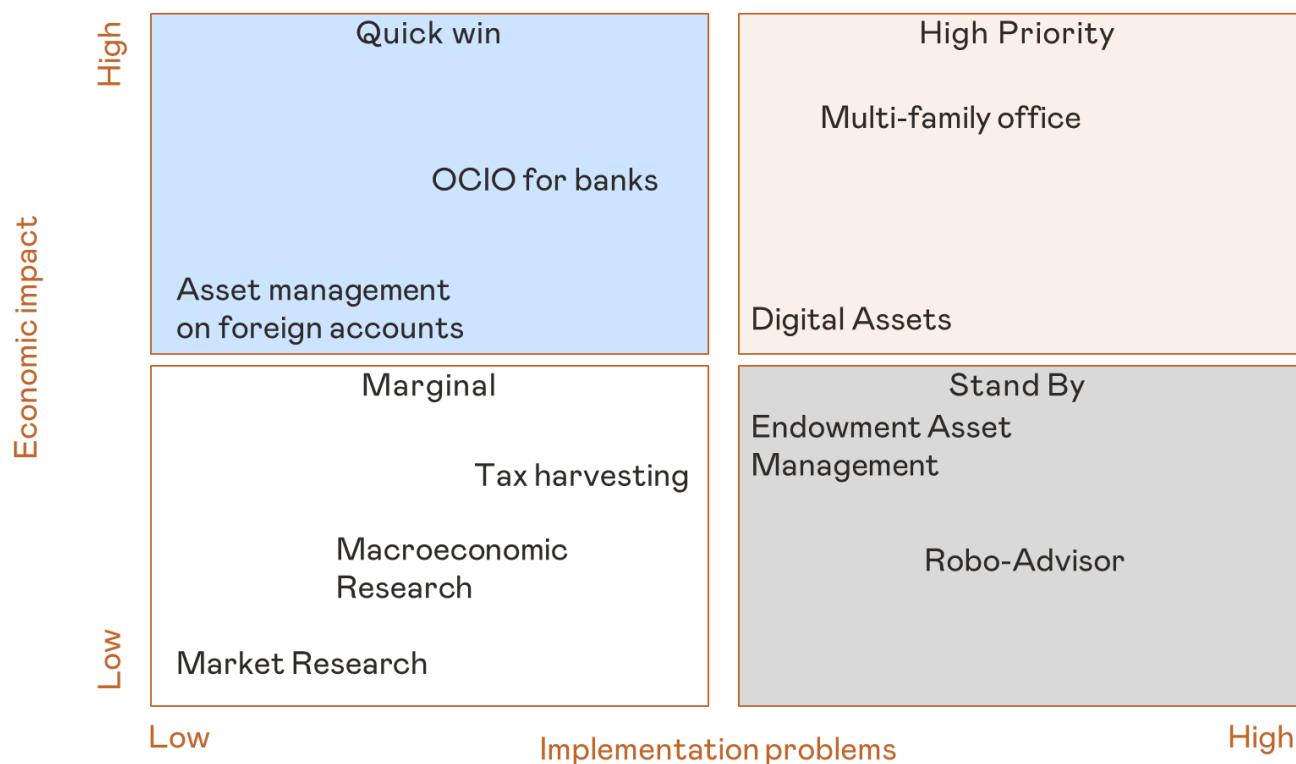 High
Economic impact
Low
Quick win
OCIO for banks
Asset management
on foreign accounts
High Priority
Multi-family office
Digital Assets
Marginal
Tax harvesting
Macroeconomic
Research
Market Research
Stand By
Endowment Asset
Management
Robo-Advisor
Low
Implementation problems
High